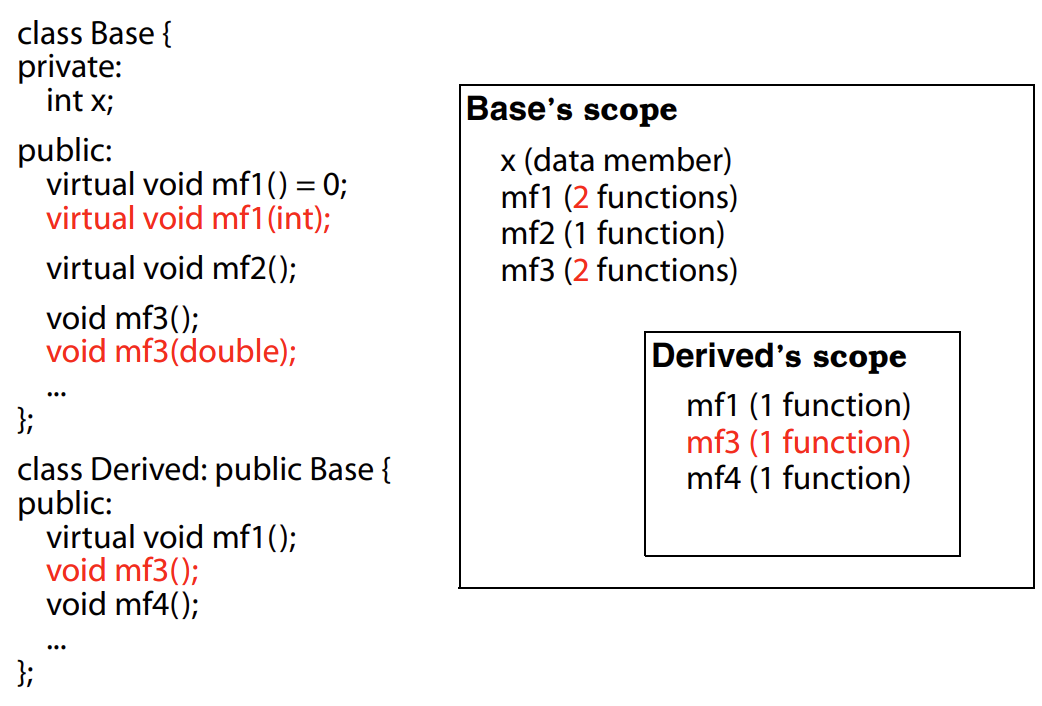 class Base {
private:
int x;
public:
virtual void mf1() = 0;
virtual void mf1(int);
virtual void mf2();
void mf3();
void mf3(double);
...
};
class Derived: public Base {
public:
virtual void mf1();
void mf3();
void mf4();
...
};
Base's scope
x (data member)
mf1 (2 functions)
mf2 (1 function)
mf3 (2 functions)
Derived's scope
mf1 (1 function)
mf3 (1 function)
mf4 (1 function)